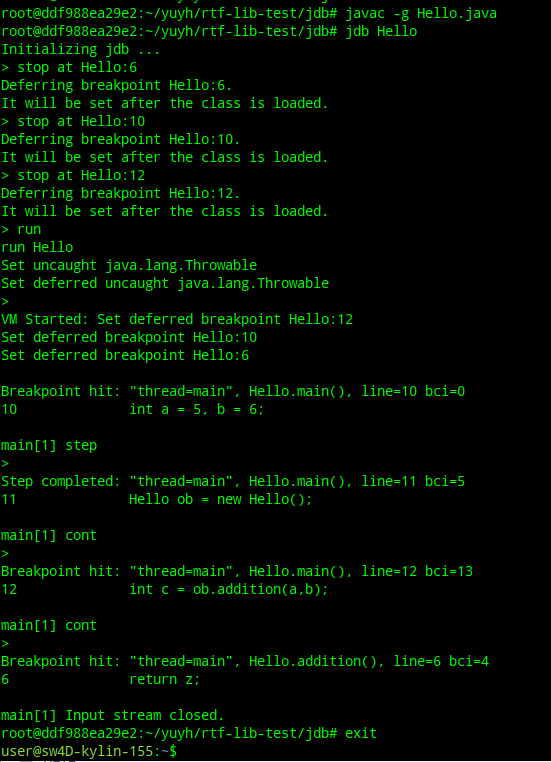 root@ddf988ea29e2:~/yuyh/rtf-lib-test/jdb# javac -g Hello.java
root@ddf988ea29e2:~/yuyh/rtf-lib-test/jdb# jdb Hello
Initializing jdb ...
> stop at Hello:6
Deferring breakpoint Hello:6.
It will be set after the class is loaded.
> stop at Hello:10
Deferring breakpoint Hello:10.
It will be set after the class is loaded.
> stop at Hello:12
Deferring breakpoint Hello:12.
It will be set after the class is loaded.
> run
run Hello
Set uncaught java.lang.Throwable
Set deferred uncaught java.lang.Throwable
>
VM Started: Set deferred breakpoint Hello:12
Set deferred breakpoint Hello:10
Set deferred breakpoint Hello:6
Breakpoint hit: "thread=main", Hello.main(), line=10 bci=0
10              int a = 5, b = 6;
main[1] step
>
Step completed: "thread=main", Hello.main(), line=11 bci=5
11              Hello ob = new Hello();
main[1] cont
>
Breakpoint hit: "thread=main", Hello.main(), line=12 bci=13
12              int c = ob.addition(a,b);
main[1] cont
>
Breakpoint hit: "thread=main", Hello.addition(), line=6 bci=4
6               return z;
main[1] Input stream closed.
root@ddf988ea29e2:~/yuyh/rtf-lib-test/jdb# exit
user@sw4D-kylin-155:~$